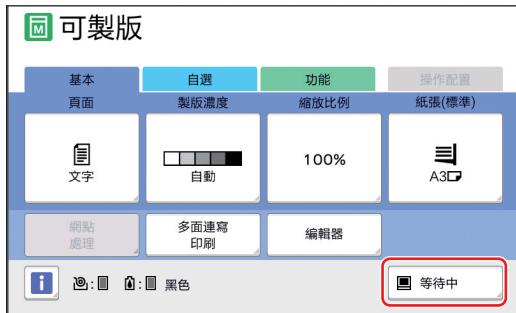 M 可製版
基本 自選 功能 操作配置
頁面 製版濃度 縮放比例 紙張(標準)
文字 自動 100% A3
網點
處理
多面連寫
印刷
編輯器
i : : 黑色 等待中